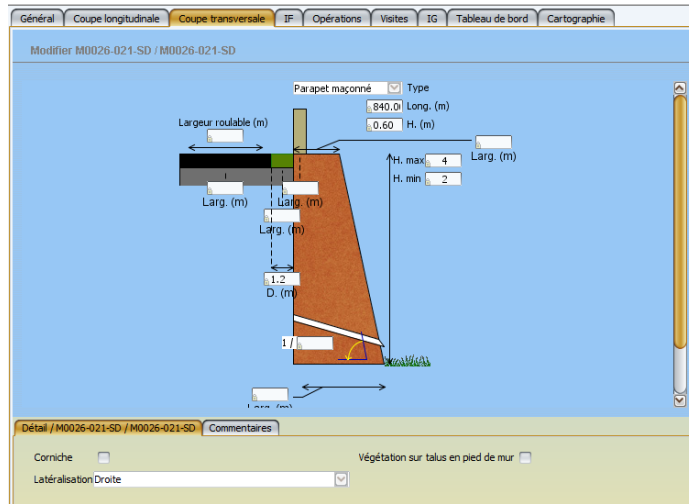 Général Coupe longitudinale Coupe transversale IF Opérations Visites IG Tableau de bord Cartographie
Modifier M0026-021-SD / M0026-021-SD
Parapet maçonné Type
840.0 Long. (m)
Largeur roulable (m) 0.60 H. (m)
H. max 4 Larg. (m)
H. min 2
Larg. (m) Larg. (m)
Larg. (m)
1.2
D. (m)
1 /
Larg. (m)
Détail / M0026-021-SD / M0026-021-SD Commentaires
Corniche Végétation sur talus en pied de mur
Latéralisation Droite